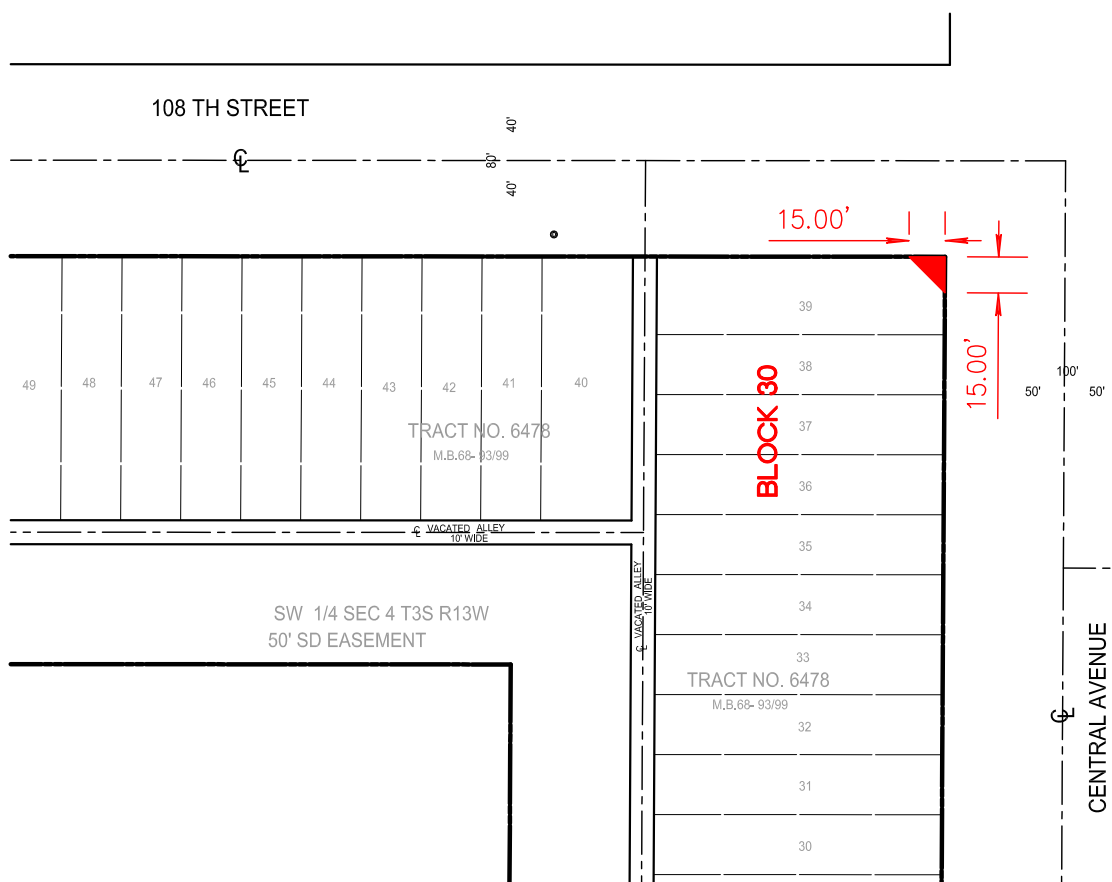 108 TH STREET
40'
80'
40'
℄
15.00'
15.00'
39
38
37
36
35
34
33
32
31
30
BLOCK 30
49
48
47
46
45
44
43
42
41
40
TRACT NO. 6478
M.B.68- 93/99
℄ VACATED ALLEY
10' WIDE
℄ VACATED ALLEY
10' WIDE
SW 1/4 SEC 4 T3S R13W
50' SD EASEMENT
TRACT NO. 6478
M.B.68- 93/99
100'
50'
50'
℄
CENTRAL AVENUE